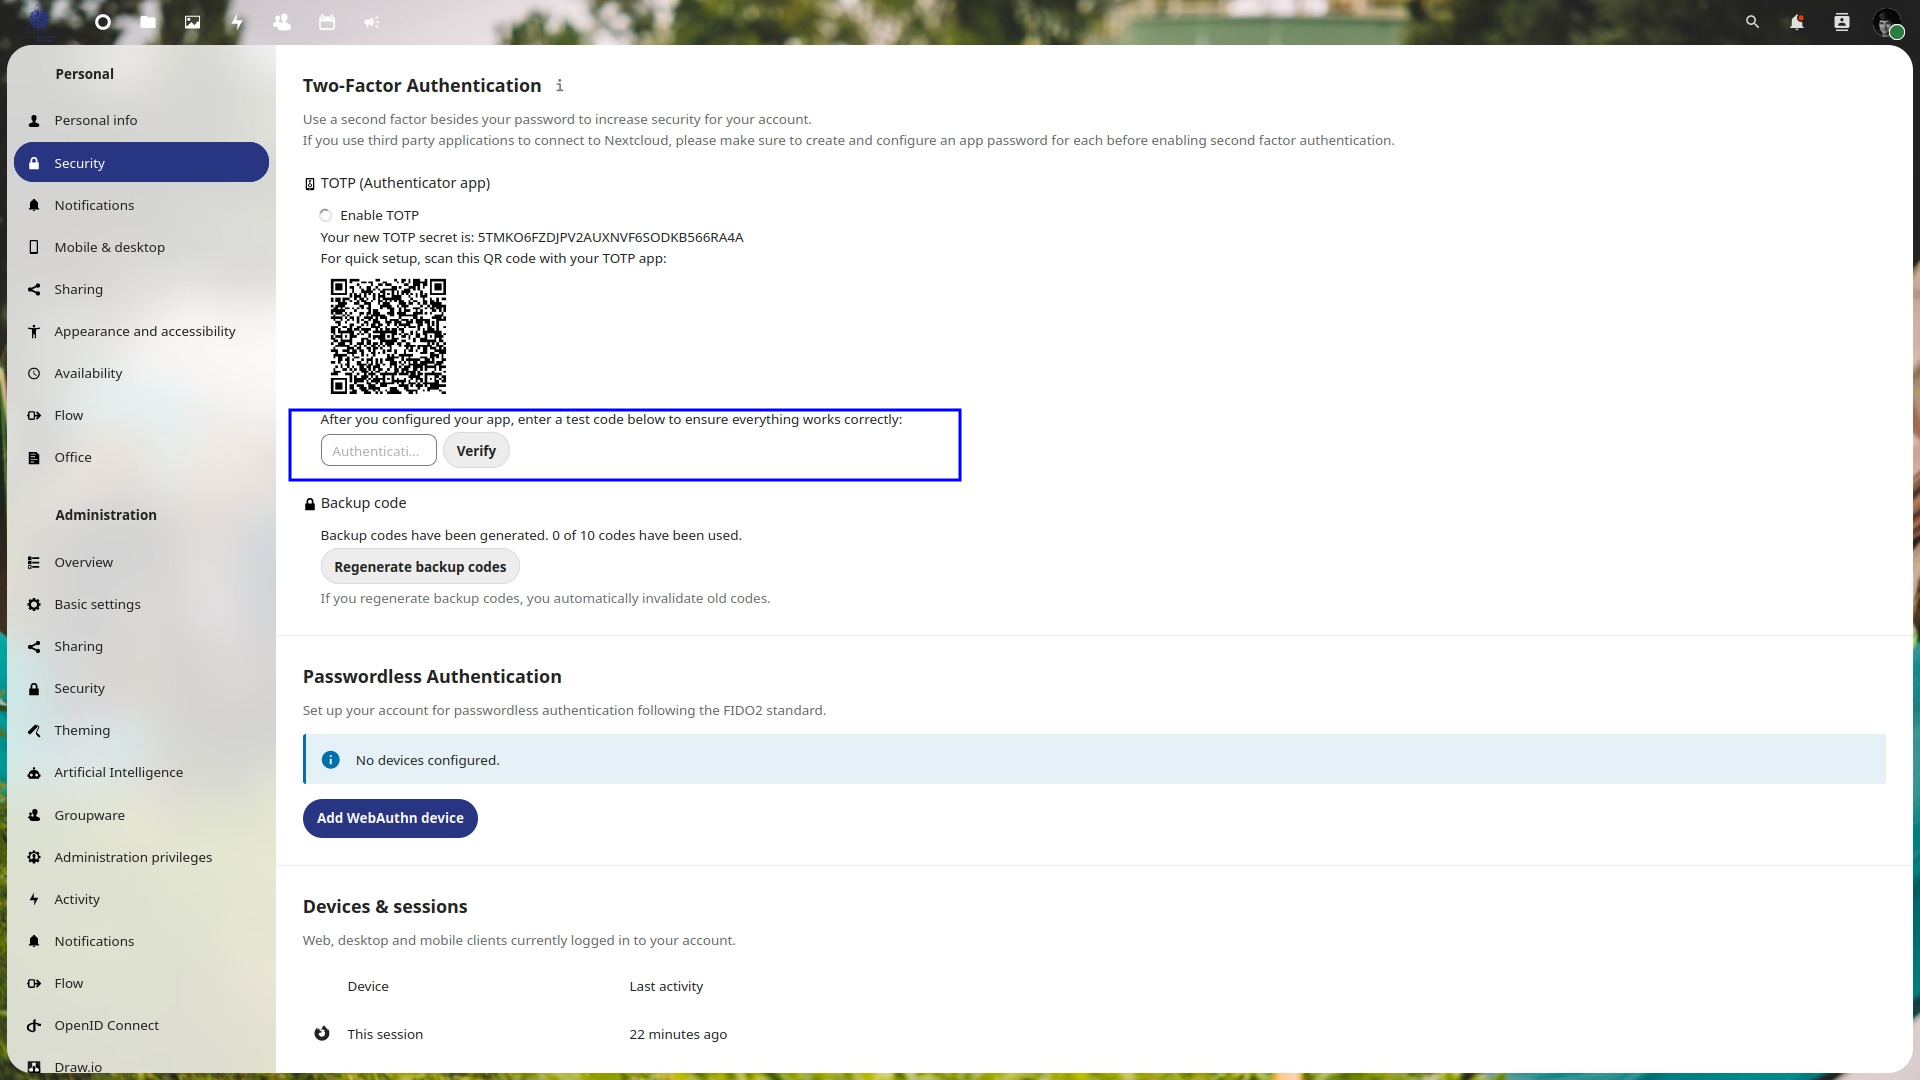 Personal
Personal info
Security
Notifications
Mobile & desktop
Sharing
Appearance and accessibility
Availability
Flow
Office
Administration
Overview
Basic settings
Sharing
Security
Theming
Artificial Intelligence
Groupware
Administration privileges
Activity
Notifications
Flow
OpenID Connect
Draw.io
Two-Factor Authentication
Use a second factor besides your password to increase security for your account.
If you use third party applications to connect to Nextcloud, please make sure to create and configure an app password for each before enabling second factor authentication.
TOTP (Authenticator app)
Enable TOTP
Your new TOTP secret is: 5TMKO6FZDJPV2AUXNVF6SODKB566RA4A
For quick setup, scan this QR code with your TOTP app:
After you configured your app, enter a test code below to ensure everything works correctly:
Authenticati... Verify
Backup code
Backup codes have been generated. 0 of 10 codes have been used.
Regenerate backup codes
If you regenerate backup codes, you automatically invalidate old codes.
Passwordless Authentication
Set up your account for passwordless authentication following the FIDO2 standard.
No devices configured.
Add WebAuthn device
Devices & sessions
Web, desktop and mobile clients currently logged in to your account.
Device Last activity
This session 22 minutes ago